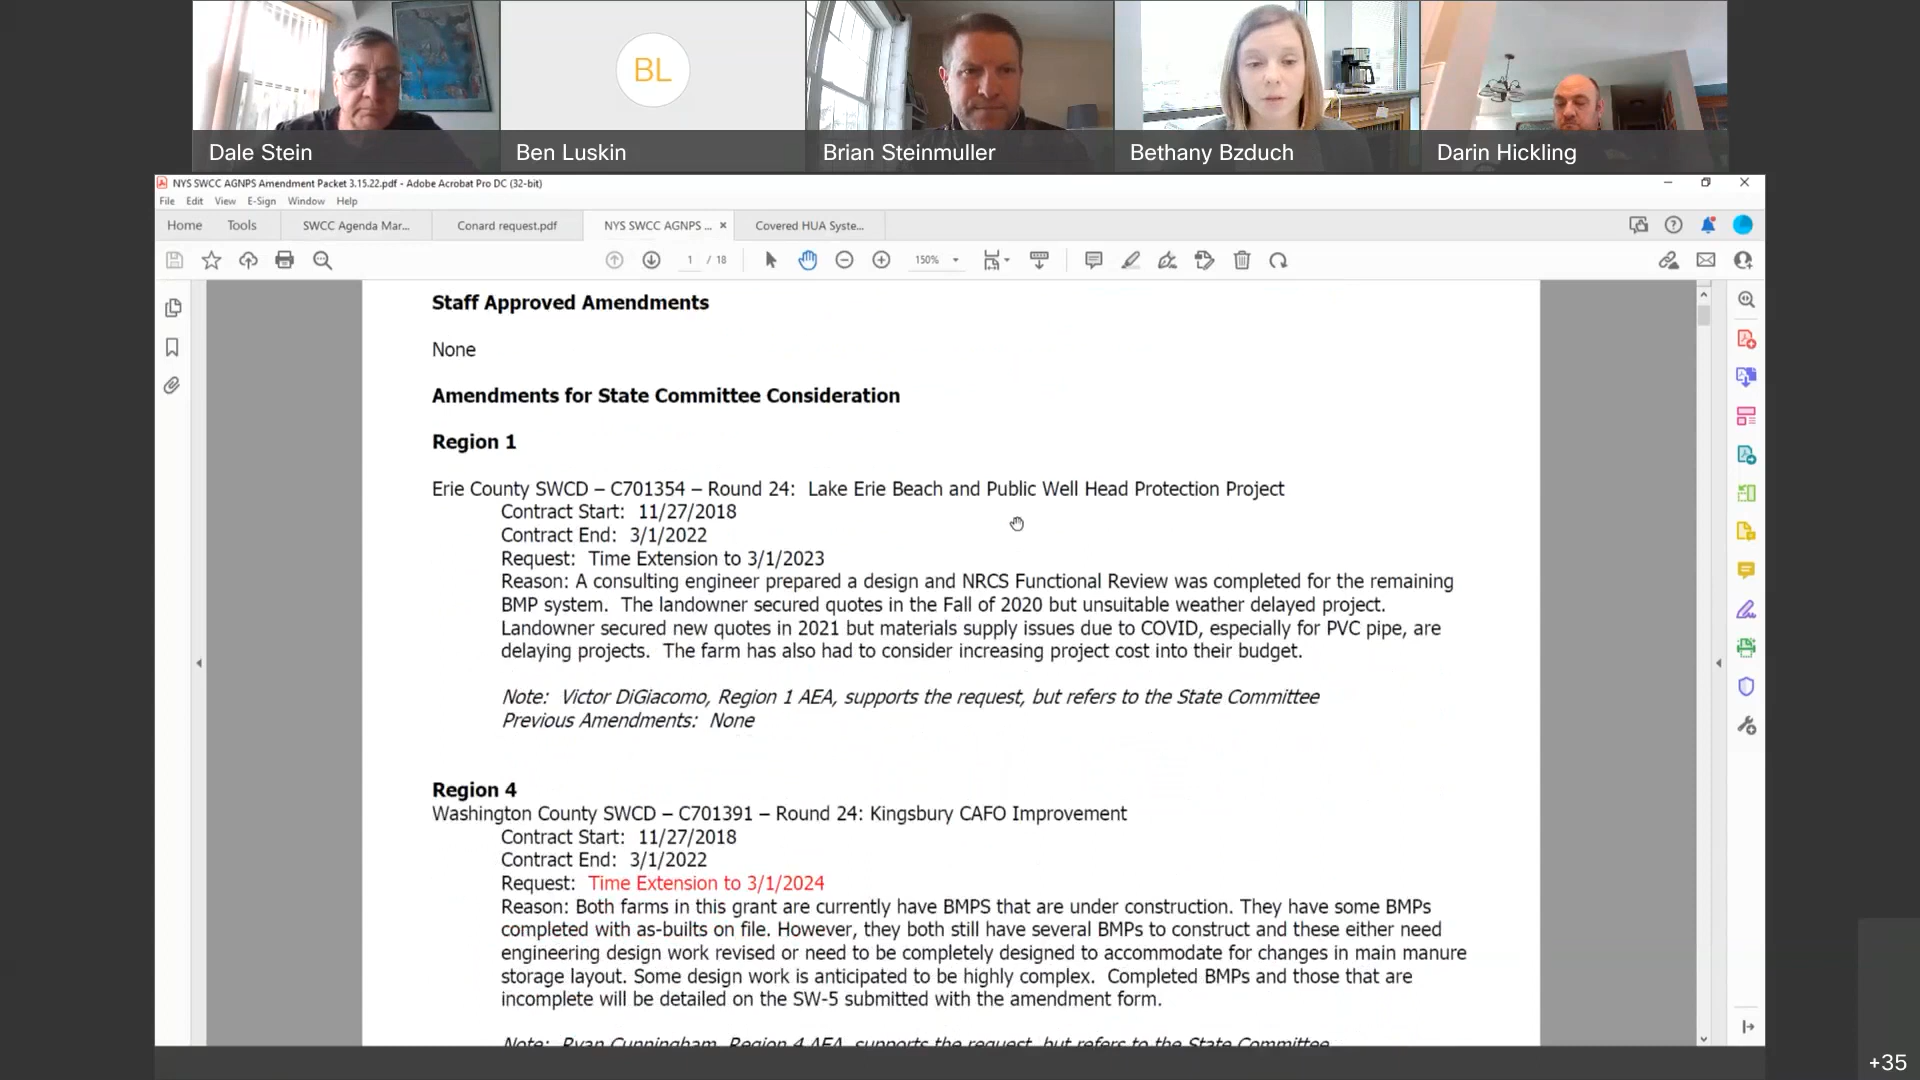 BL
Dale Stein
Ben Luskin
Brian Steinmuller
Bethany Bzduch
Darin Hickling
NYS SWCC AGNPS Amendment Packet 3.15.22.pdf - Adobe Acrobat Pro DC (32-bit)
File Edit View E-Sign Window Help
Home Tools SWCC Agenda Mar... Conard request.pdf NYS SWCC AGNPS ... × Covered HUA Syste...
1 / 18 150%
Staff Approved Amendments
None
Amendments for State Committee Consideration
Region 1
Erie County SWCD – C701354 – Round 24: Lake Erie Beach and Public Well Head Protection Project
Contract Start: 11/27/2018
Contract End: 3/1/2022
Request: Time Extension to 3/1/2023
Reason: A consulting engineer prepared a design and NRCS Functional Review was completed for the remaining
BMP system. The landowner secured quotes in the Fall of 2020 but unsuitable weather delayed project.
Landowner secured new quotes in 2021 but materials supply issues due to COVID, especially for PVC pipe, are
delaying projects. The farm has also had to consider increasing project cost into their budget.
Note: Victor DiGiacomo, Region 1 AEA, supports the request, but refers to the State Committee
Previous Amendments: None
Region 4
Washington County SWCD – C701391 – Round 24: Kingsbury CAFO Improvement
Contract Start: 11/27/2018
Contract End: 3/1/2022
Request: Time Extension to 3/1/2024
Reason: Both farms in this grant are currently have BMPS that are under construction. They have some BMPs
completed with as-builts on file. However, they both still have several BMPs to construct and these either need
engineering design work revised or need to be completely designed to accommodate for changes in main manure
storage layout. Some design work is anticipated to be highly complex. Completed BMPs and those that are
incomplete will be detailed on the SW-5 submitted with the amendment form.
Note: Ryan Cunningham, Region 4 AEA, supports the request, but refers to the State Committee
+35